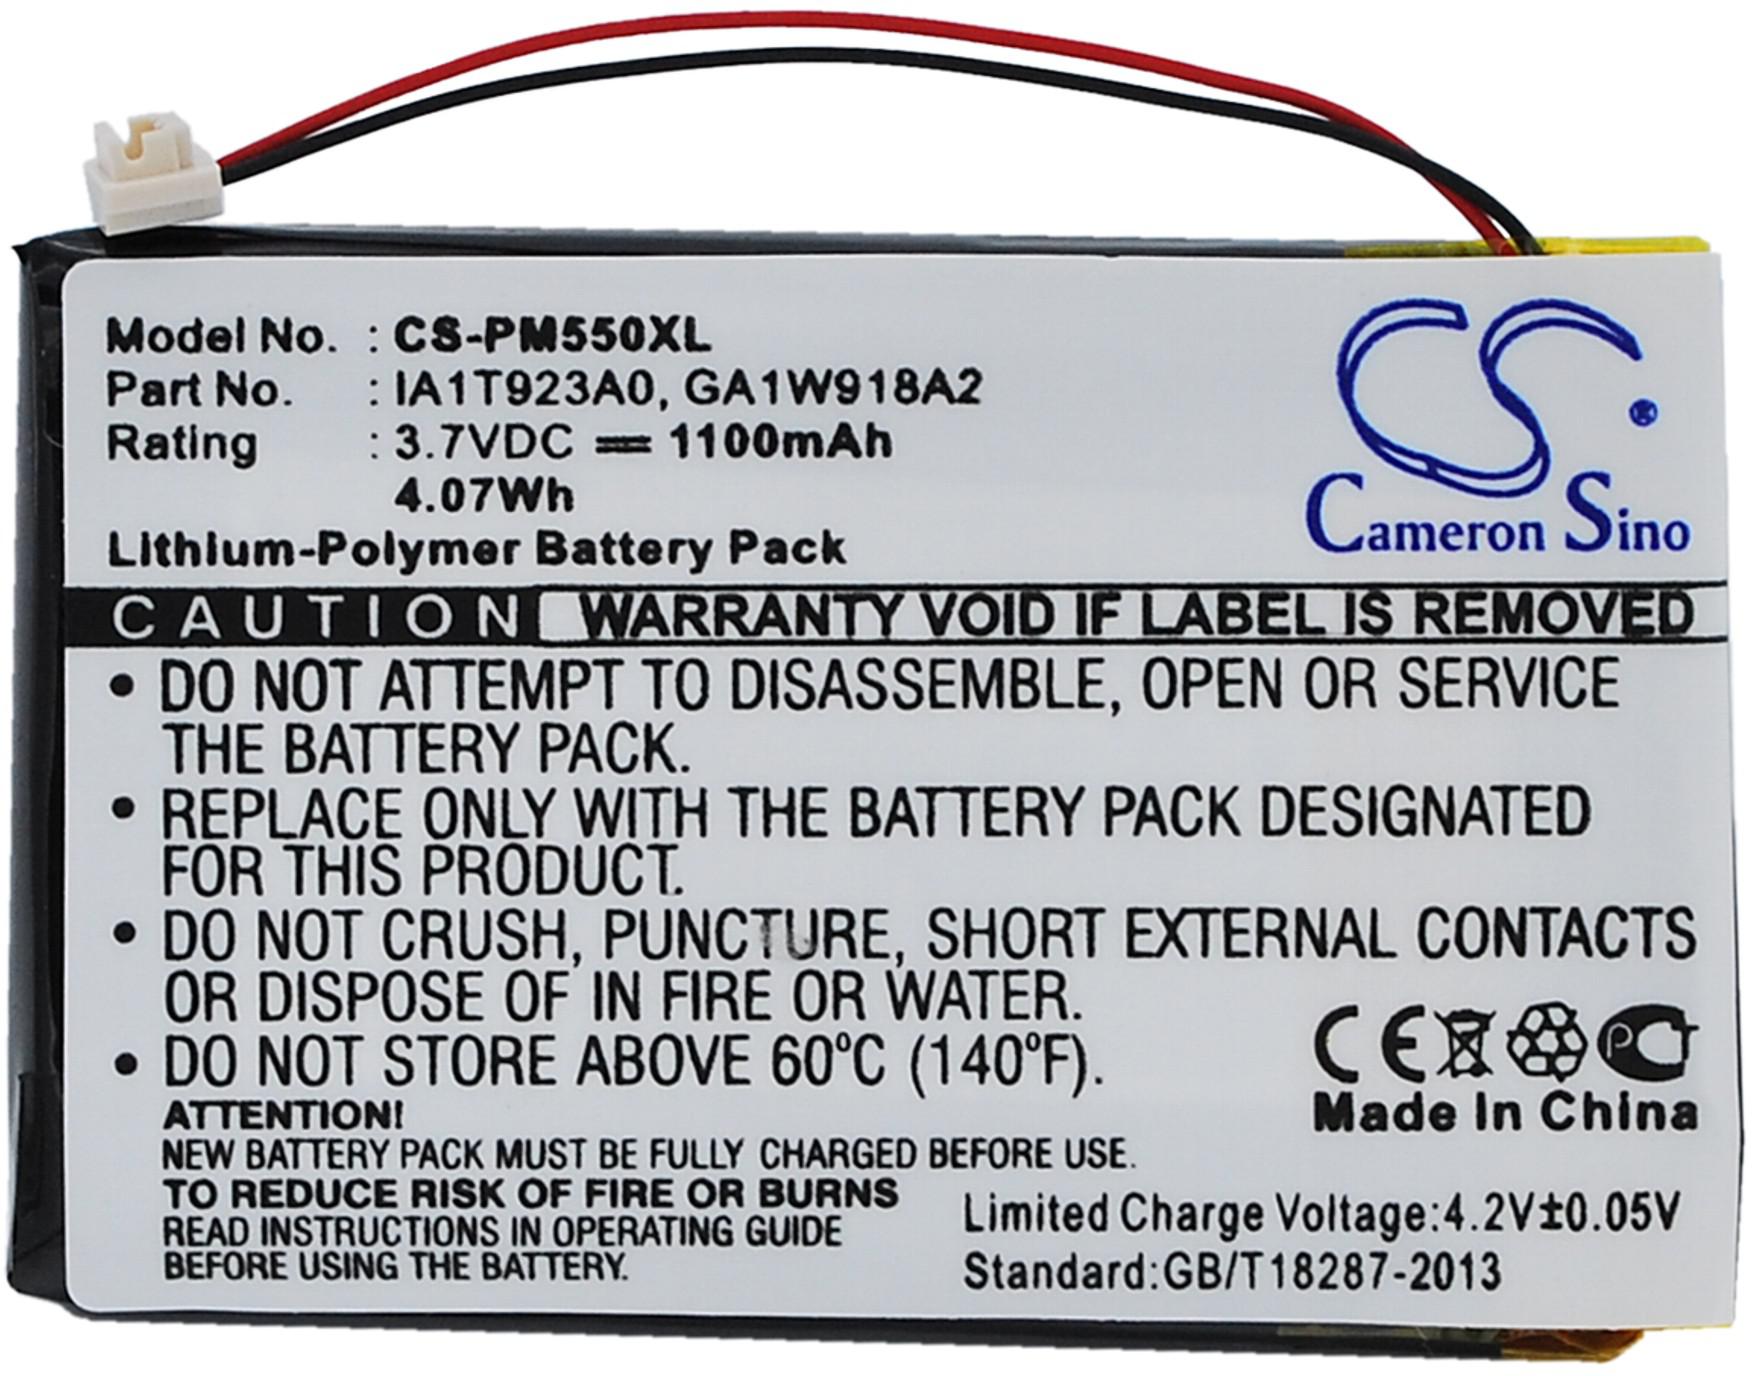 Model No. : CS-PM550XL
Part No. : IA1T923A0, GA1W918A2
Rating : 3.7VDC ⎓ 1100mAh
4.07Wh
Lithium-Polymer Battery Pack
CS ®
Cameron Sino
CAUTION WARRANTY VOID IF LABEL IS REMOVED
• DO NOT ATTEMPT TO DISASSEMBLE, OPEN OR SERVICE
THE BATTERY PACK.
• REPLACE ONLY WITH THE BATTERY PACK DESIGNATED
FOR THIS PRODUCT.
• DO NOT CRUSH, PUNCTURE, SHORT EXTERNAL CONTACTS
OR DISPOSE OF IN FIRE OR WATER.
• DO NOT STORE ABOVE 60°C (140°F).
CE PC
Made In China
ATTENTION!
NEW BATTERY PACK MUST BE FULLY CHARGED BEFORE USE.
TO REDUCE RISK OF FIRE OR BURNS
READ INSTRUCTIONS IN OPERATING GUIDE
BEFORE USING THE BATTERY.
Limited Charge Voltage:4.2V±0.05V
Standard:GB/T18287-2013